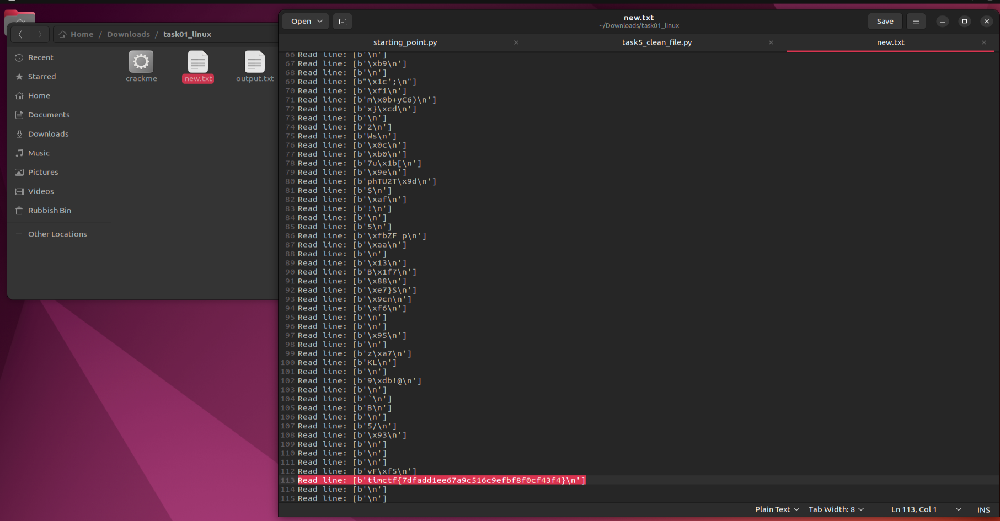 Home / Downloads / task01_linux
Recent
Starred
Home
Documents
Downloads
Music
Pictures
Videos
Rubbish Bin
Other Locations
crackme
new.txt
output.txt
Open
new.txt
~/Downloads/task01_linux
Save
starting_point.py
task5_clean_file.py
new.txt
66 Read line: [b'\n']
67 Read line: [b'\xb9\n']
68 Read line: [b'\n']
69 Read line: [b"\x1c';\n"]
70 Read line: [b'\xf1\n']
71 Read line: [b'm\x0b+yC6)\n']
72 Read line: [b'x}\xcd\n']
73 Read line: [b'\n']
74 Read line: [b'2\n']
75 Read line: [b'Ws\n']
76 Read line: [b'\x0c\n']
77 Read line: [b'\xb0\n']
78 Read line: [b'7u\x1b[\n']
79 Read line: [b'\x9e\n']
80 Read line: [b'phTU2T\x9d\n']
81 Read line: [b'$\n']
82 Read line: [b'\xaf\n']
83 Read line: [b'!\n']
84 Read line: [b'\n']
85 Read line: [b'5\n']
86 Read line: [b'\xfbZF p\n']
87 Read line: [b'\xaa\n']
88 Read line: [b'\n']
89 Read line: [b'\x13\n']
90 Read line: [b'B\x1f7\n']
91 Read line: [b'\x88\n']
92 Read line: [b'\xe7}S\n']
93 Read line: [b'\x9cn\n']
94 Read line: [b'\xf6\n']
95 Read line: [b'\n']
96 Read line: [b'\n']
97 Read line: [b'\x95\n']
98 Read line: [b'\n']
99 Read line: [b'z\xa7\n']
100 Read line: [b'KL\n']
101 Read line: [b'\n']
102 Read line: [b'9\xdb!@\n']
103 Read line: [b'\n']
104 Read line: [b'`\n']
105 Read line: [b'B\n']
106 Read line: [b'\n']
107 Read line: [b'5/\n']
108 Read line: [b'\x93\n']
109 Read line: [b'\n']
110 Read line: [b'\n']
111 Read line: [b'\n']
112 Read line: [b'vF\xf5\n']
113 Read line: [b'timctf{7dfadd1ee67a9c516c9efbf8f0cf43f4}\n']
114 Read line: [b'\n']
115 Read line: [b'\n']
Plain Text Tab Width: 8 Ln 113, Col 1 INS